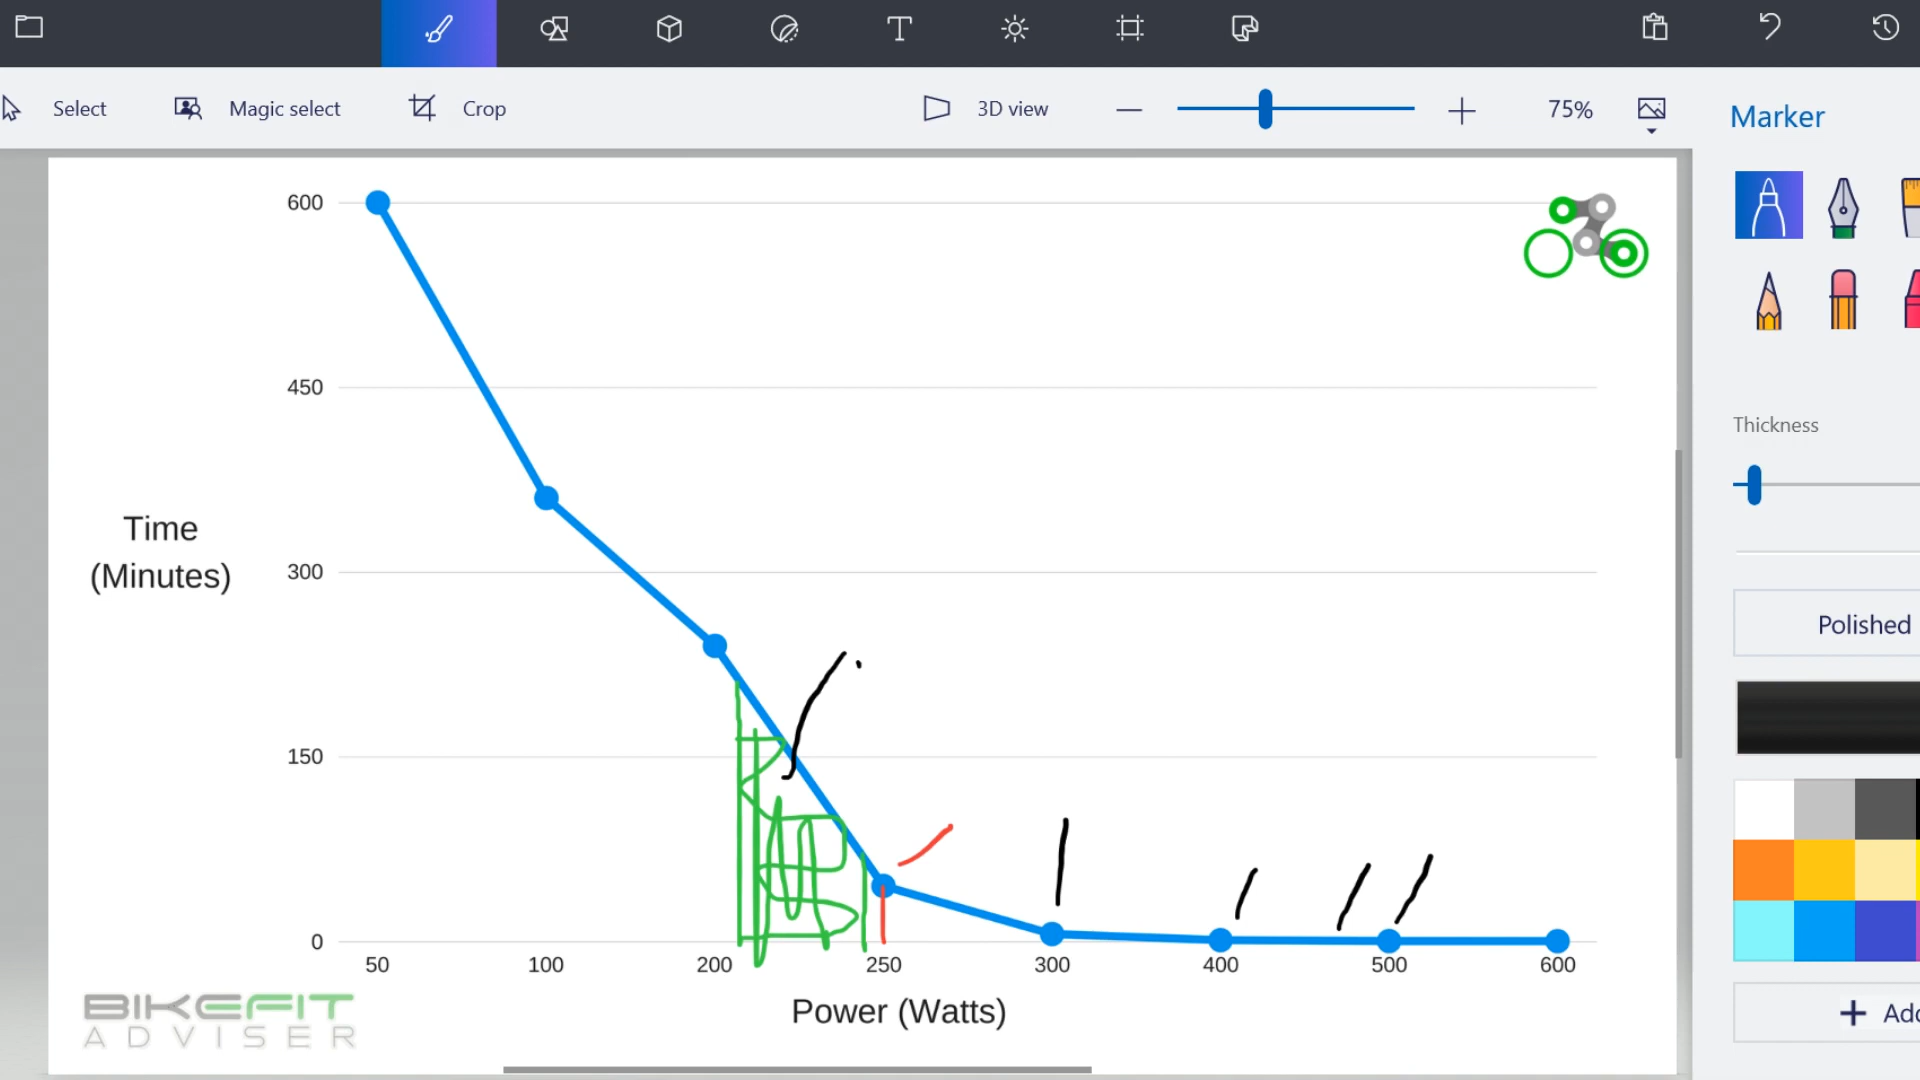 Select Magic select Crop 3D view 75%
Marker
Thickness
Polished
600
450
300
150
0
Time
(Minutes)
50 100 200 250 300 400 500 600
Power (Watts)
BIKEFIT
ADVISER